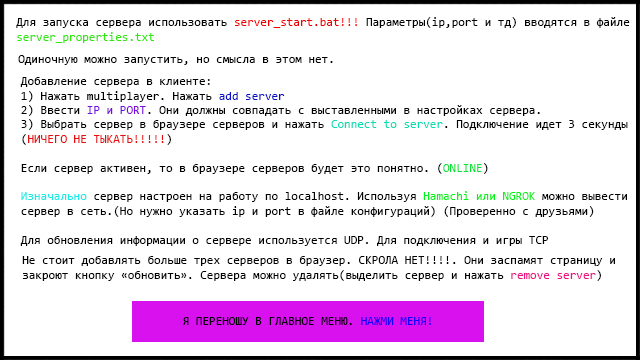 Для запуска сервера использовать server_start.bat!!! Параметры(ip,port и тд) вводятся в файле
server_properties.txt
Одиночную можно запустить, но смысла в этом нет.
Добавление сервера в клиенте:
1) Нажать multiplayer. Нажать add server
2) Ввести IP и PORT. Они должны совпадать с выставленными в настройках сервера.
3) Выбрать сервер в браузере серверов и нажать Connect to server. Подключение идет 3 секунды
(НИЧЕГО НЕ ТЫКАТЬ!!!!!)
Если сервер активен, то в браузере серверов будет это понятно. (ONLINE)
Изначально сервер настроен на работу по localhost. Используя Hamachi или NGROK можно вывести
сервер в сеть.(Но нужно указать ip и port в файле конфигураций) (Проверенно с друзьями)
Для обновления информации о сервере используется UDP. Для подключения и игры TCP
Не стоит добавлять больше трех серверов в браузер. СКРОЛА НЕТ!!!!. Они заспамят страницу и
закроют кнопку «обновить». Сервера можно удалять(выделить сервер и нажать remove server)
Я ПЕРЕНОШУ В ГЛАВНОЕ МЕНЮ. НАЖМИ МЕНЯ!